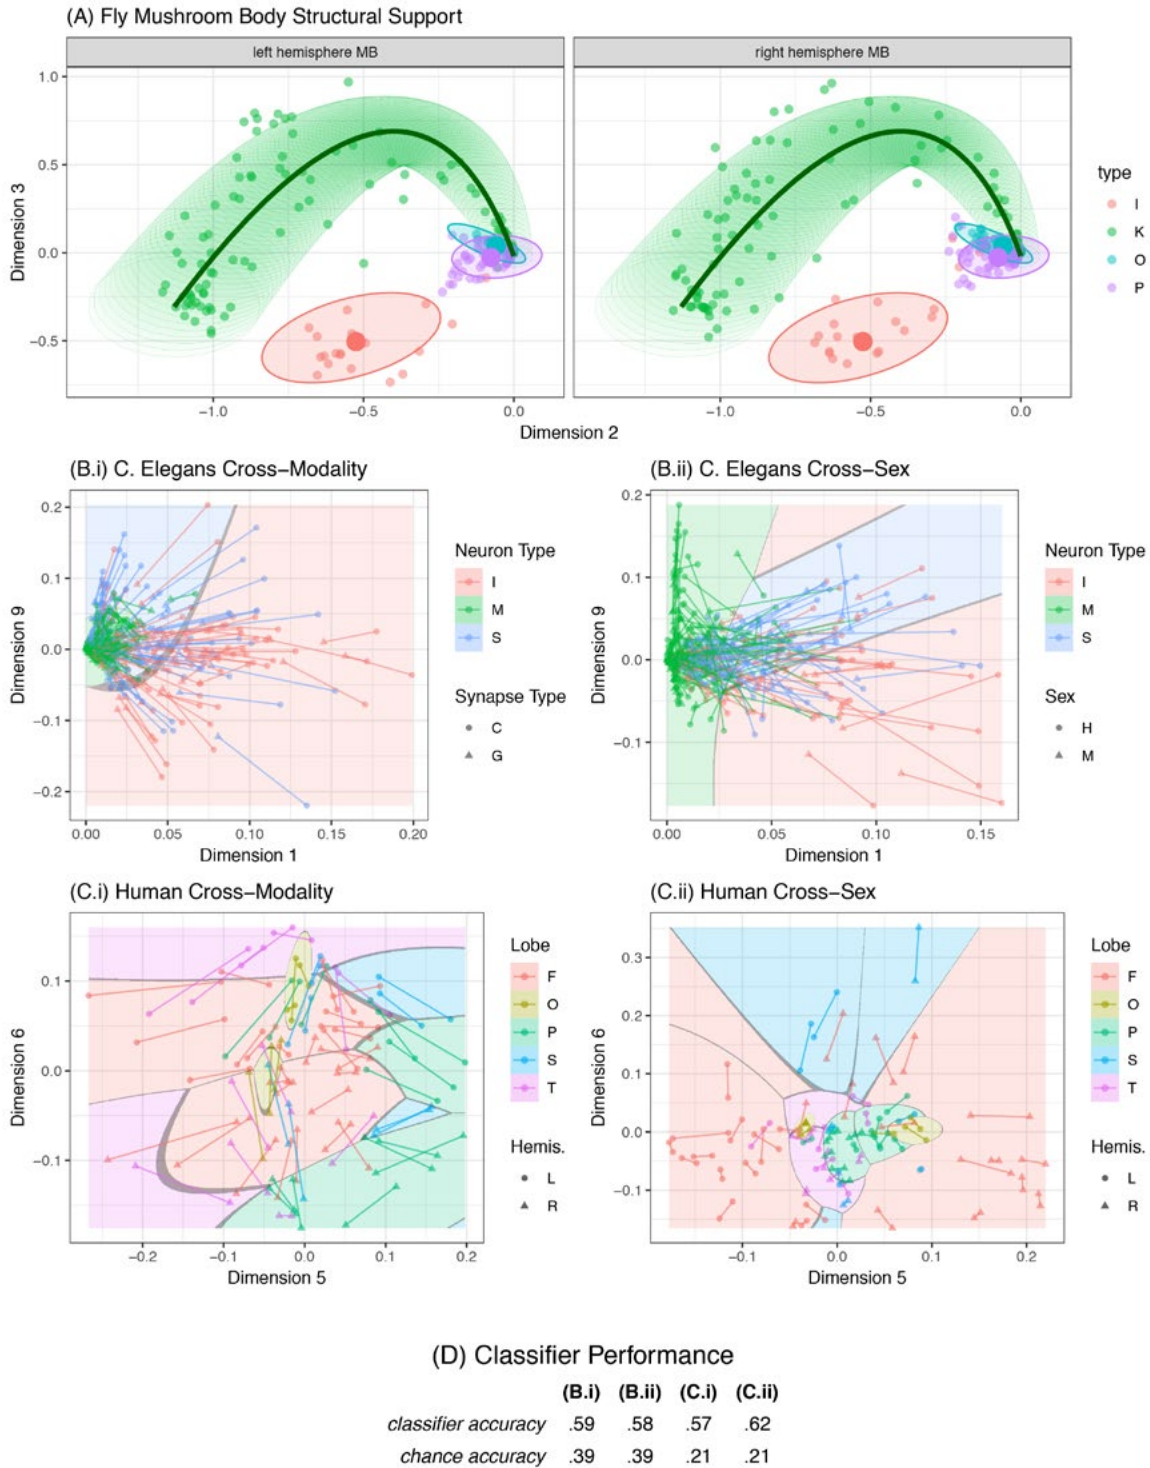 (A) Fly Mushroom Body Structural Support
left hemisphere MB
right hemisphere MB
1.0
0.5
0.0
−0.5
Dimension 3
−1.0 −0.5 0.0
−1.0 −0.5 0.0
Dimension 2
type
I
K
O
P
(B.i) C. Elegans Cross−Modality
0.2
0.1
0.0
−0.1
−0.2
Dimension 9
0.00 0.05 0.10 0.15 0.20
Dimension 1
Neuron Type
I
M
S
Synapse Type
C
G
(B.ii) C. Elegans Cross−Sex
0.2
0.1
0.0
−0.1
Dimension 9
0.00 0.05 0.10 0.15
Dimension 1
Neuron Type
I
M
S
Sex
H
M
(C.i) Human Cross−Modality
0.1
0.0
−0.1
Dimension 6
−0.2 −0.1 0.0 0.1 0.2
Dimension 5
Lobe
F
O
P
S
T
Hemis.
L
R
(C.ii) Human Cross−Sex
0.3
0.2
0.1
0.0
−0.1
Dimension 6
−0.1 0.0 0.1 0.2
Dimension 5
Lobe
F
O
P
S
T
Hemis.
L
R
(D) Classifier Performance
(B.i) (B.ii) (C.i) (C.ii)
classifier accuracy .59 .58 .57 .62
chance accuracy .39 .39 .21 .21